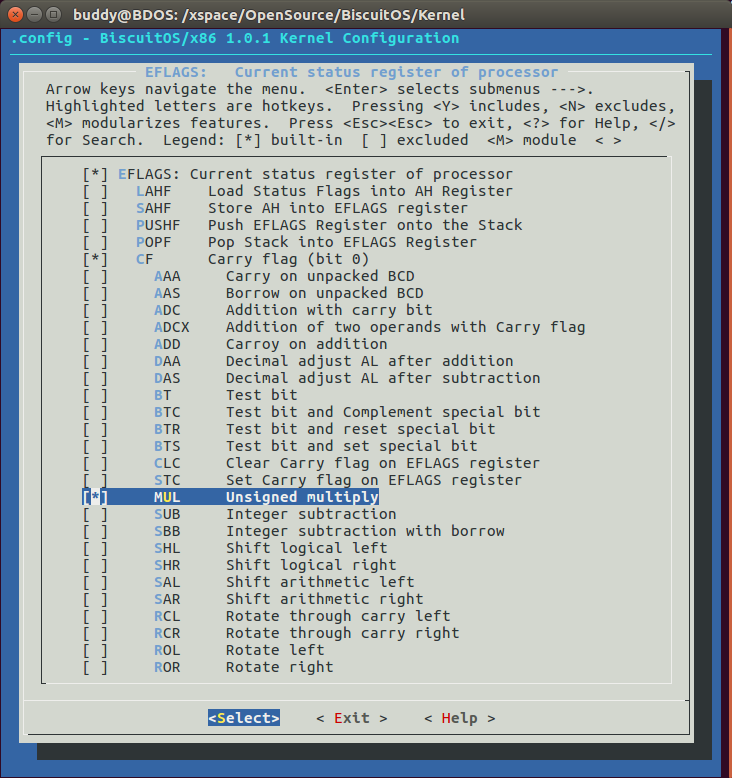 buddy@BDOS: /xspace/OpenSource/BiscuitOS/Kernel
.config - BiscuitOS/x86 1.0.1 Kernel Configuration
EFLAGS:   Current status register of processor
Arrow keys navigate the menu.  <Enter> selects submenus --->.
Highlighted letters are hotkeys.  Pressing <Y> includes, <N> excludes,
<M> modularizes features.  Press <Esc><Esc> to exit, <?> for Help, </>
for Search.  Legend: [*] built-in  [ ] excluded  <M> module  < >
[*] EFLAGS: Current status register of processor
[ ]   LAHF    Load Status Flags into AH Register
[ ]   SAHF    Store AH into EFLAGS register
[ ]   PUSHF   Push EFLAGS Register onto the Stack
[ ]   POPF    Pop Stack into EFLAGS Register
[*]   CF      Carry flag (bit 0)
[ ]     AAA     Carry on unpacked BCD
[ ]     AAS     Borrow on unpacked BCD
[ ]     ADC     Addition with carry bit
[ ]     ADCX    Addition of two operands with Carry flag
[ ]     ADD     Carroy on addition
[ ]     DAA     Decimal adjust AL after addition
[ ]     DAS     Decimal adjust AL after subtraction
[ ]     BT      Test bit
[ ]     BTC     Test bit and Complement special bit
[ ]     BTR     Test bit and reset special bit
[ ]     BTS     Test bit and set special bit
[ ]     CLC     Clear Carry flag on EFLAGS register
[ ]     STC     Set Carry flag on EFLAGS register
[*]     MUL     Unsigned multiply
[ ]     SUB     Integer subtraction
[ ]     SBB     Integer subtraction with borrow
[ ]     SHL     Shift logical left
[ ]     SHR     Shift logical right
[ ]     SAL     Shift arithmetic left
[ ]     SAR     Shift arithmetic right
[ ]     RCL     Rotate through carry left
[ ]     RCR     Rotate through carry right
[ ]     ROL     Rotate left
[ ]     ROR     Rotate right
<Select>    < Exit >    < Help >